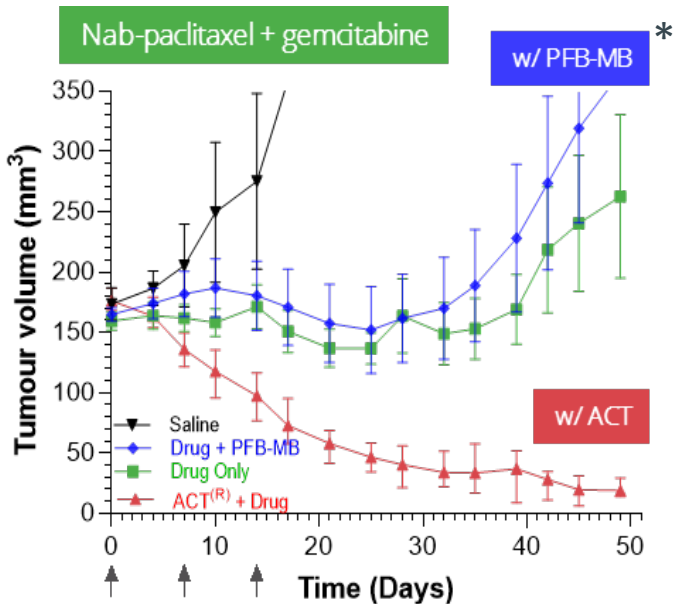 Nab-paclitaxel + gemcitabine
w/ PFB-MB *
350
300
250
200
150
100
50
0
Tumour volume (mm³)
w/ ACT
Saline
Drug + PFB-MB
Drug Only
ACT(R) + Drug
0 10 20 30 40 50
Time (Days)